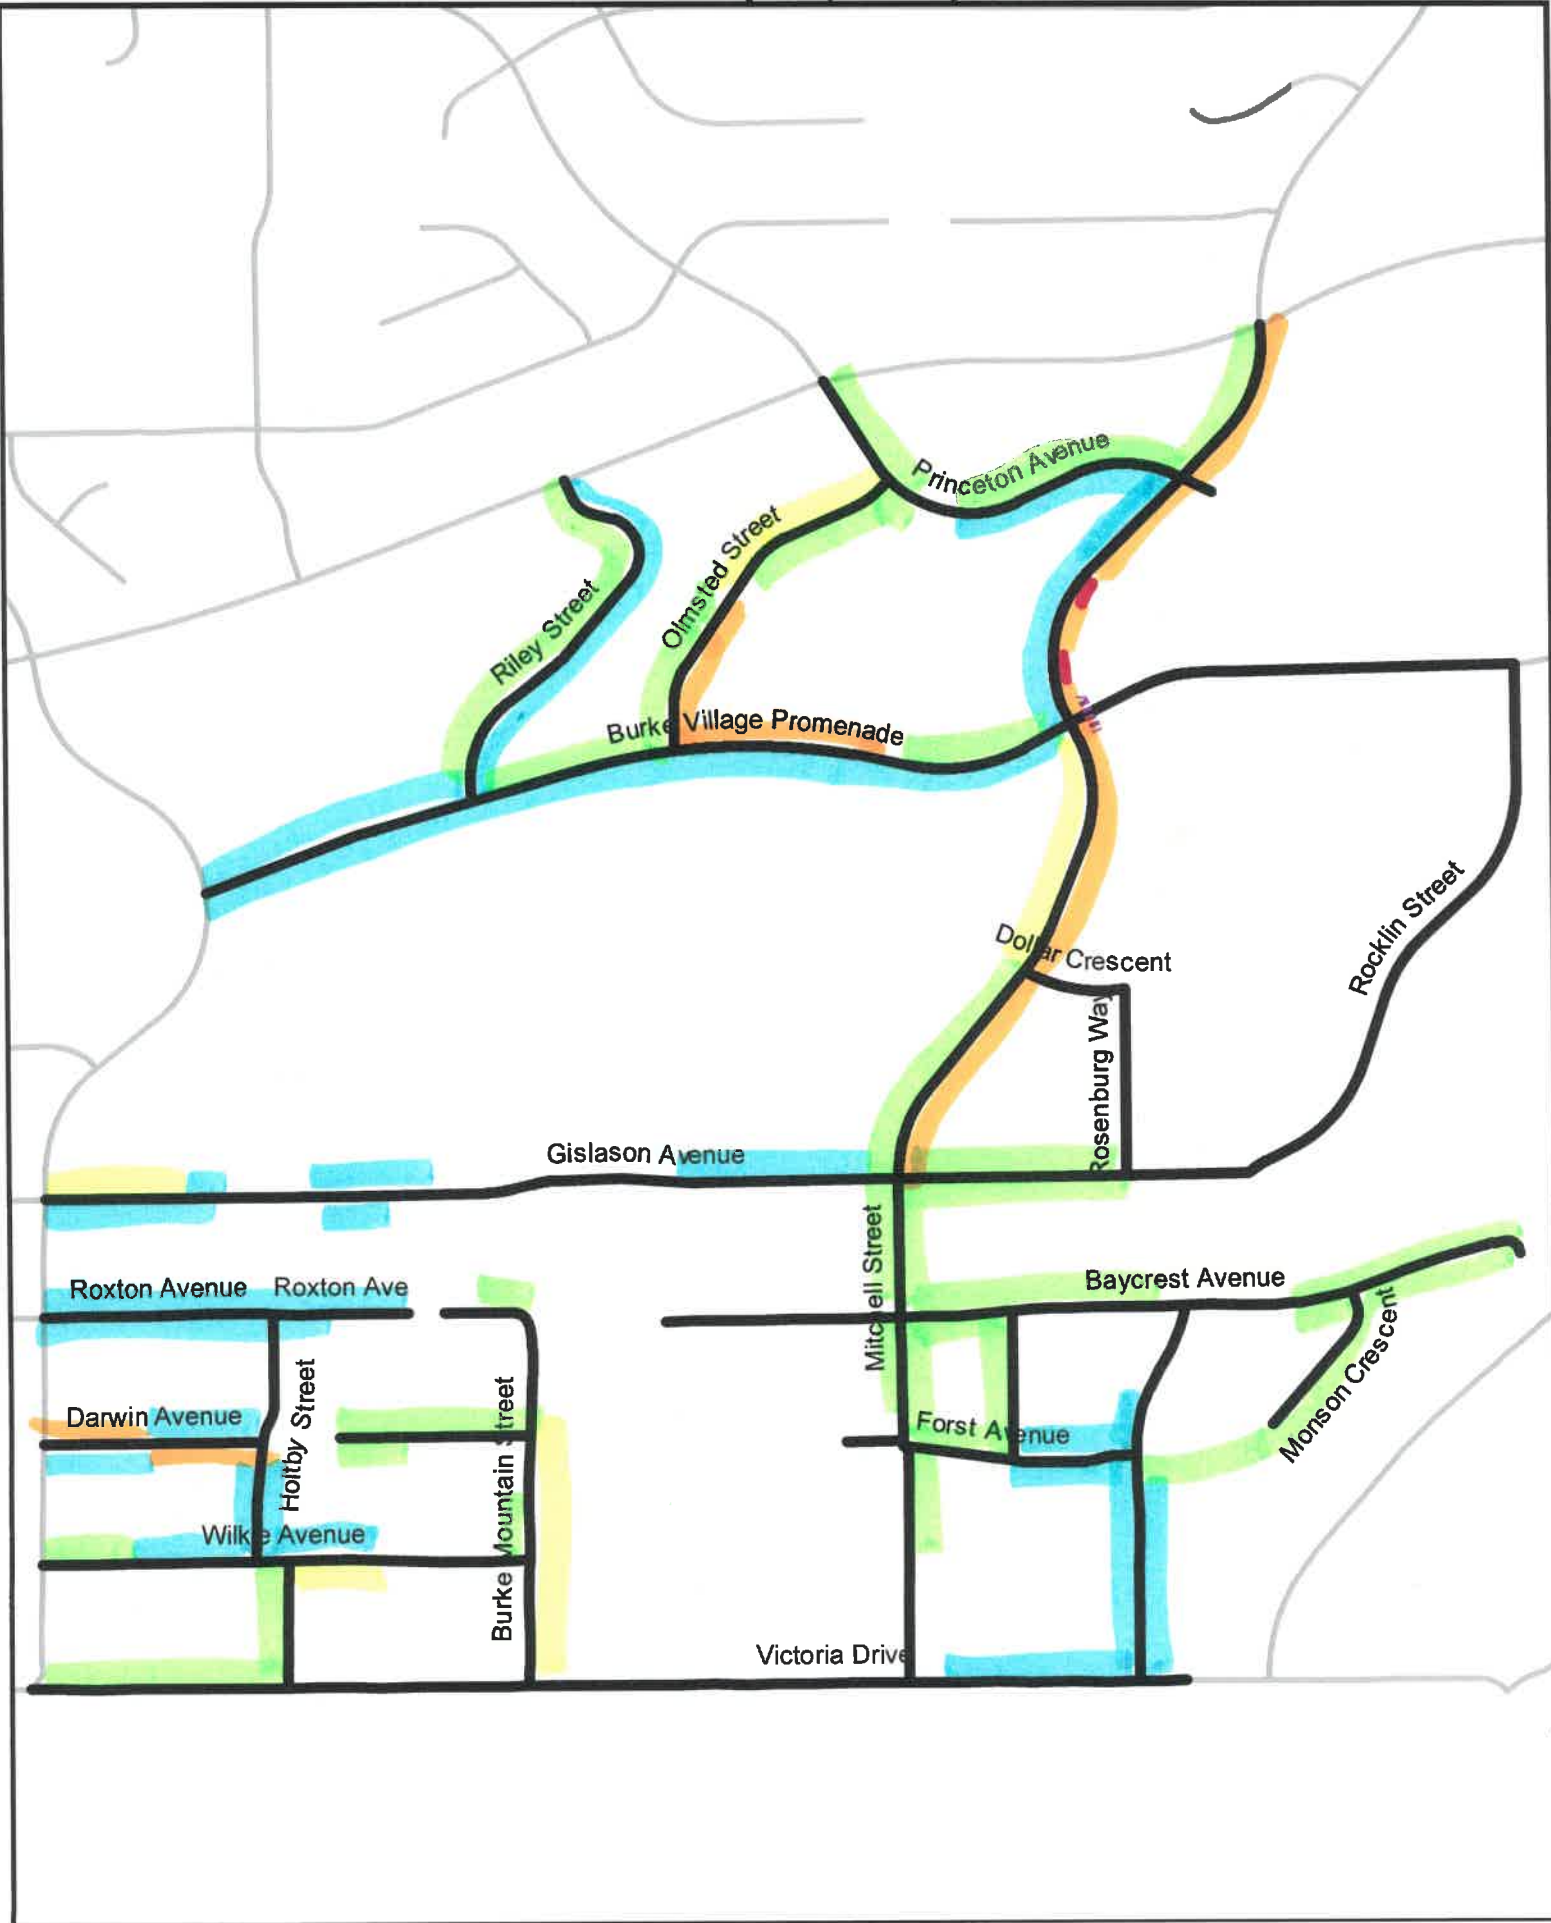 Princeton Avenue
Olmsted Street
Riley Street
Burke Village Promenade
Rocklin Street
Dollar Crescent
Rosenburg Way
Gislason Avenue
Mitchell Street
Roxton Avenue
Roxton Ave
Baycrest Avenue
Monson Crescent
Darwin Avenue
Holtby Street
Burke Mountain Street
Forst Avenue
Wilkie Avenue
Victoria Drive